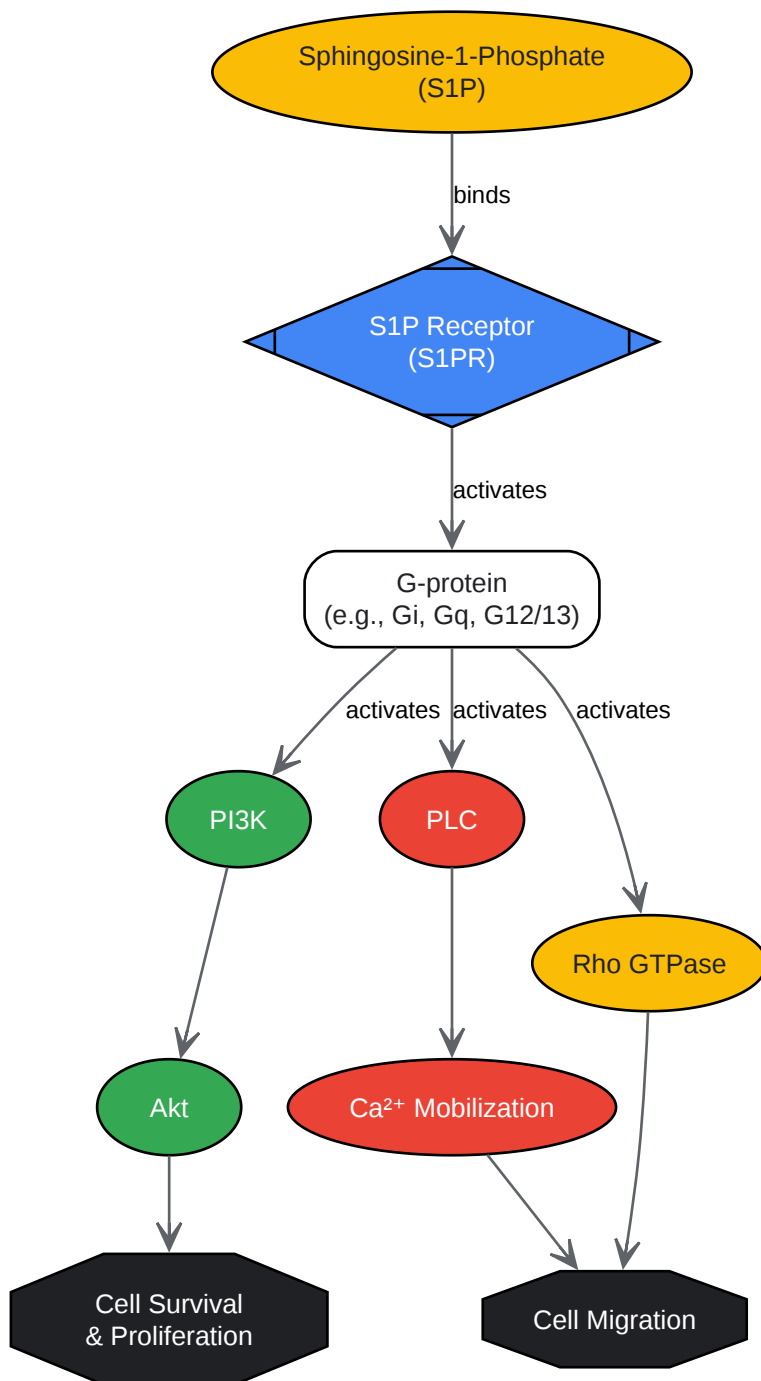 Sphingosine-1-Phosphate
(S1P)
binds
S1P Receptor
(S1PR)
activates
G-protein
(e.g., Gi, Gq, G12/13)
activates
activates
activates
PI3K
PLC
Rho GTPase
Akt
Ca²⁺ Mobilization
Cell Survival
& Proliferation
Cell Migration